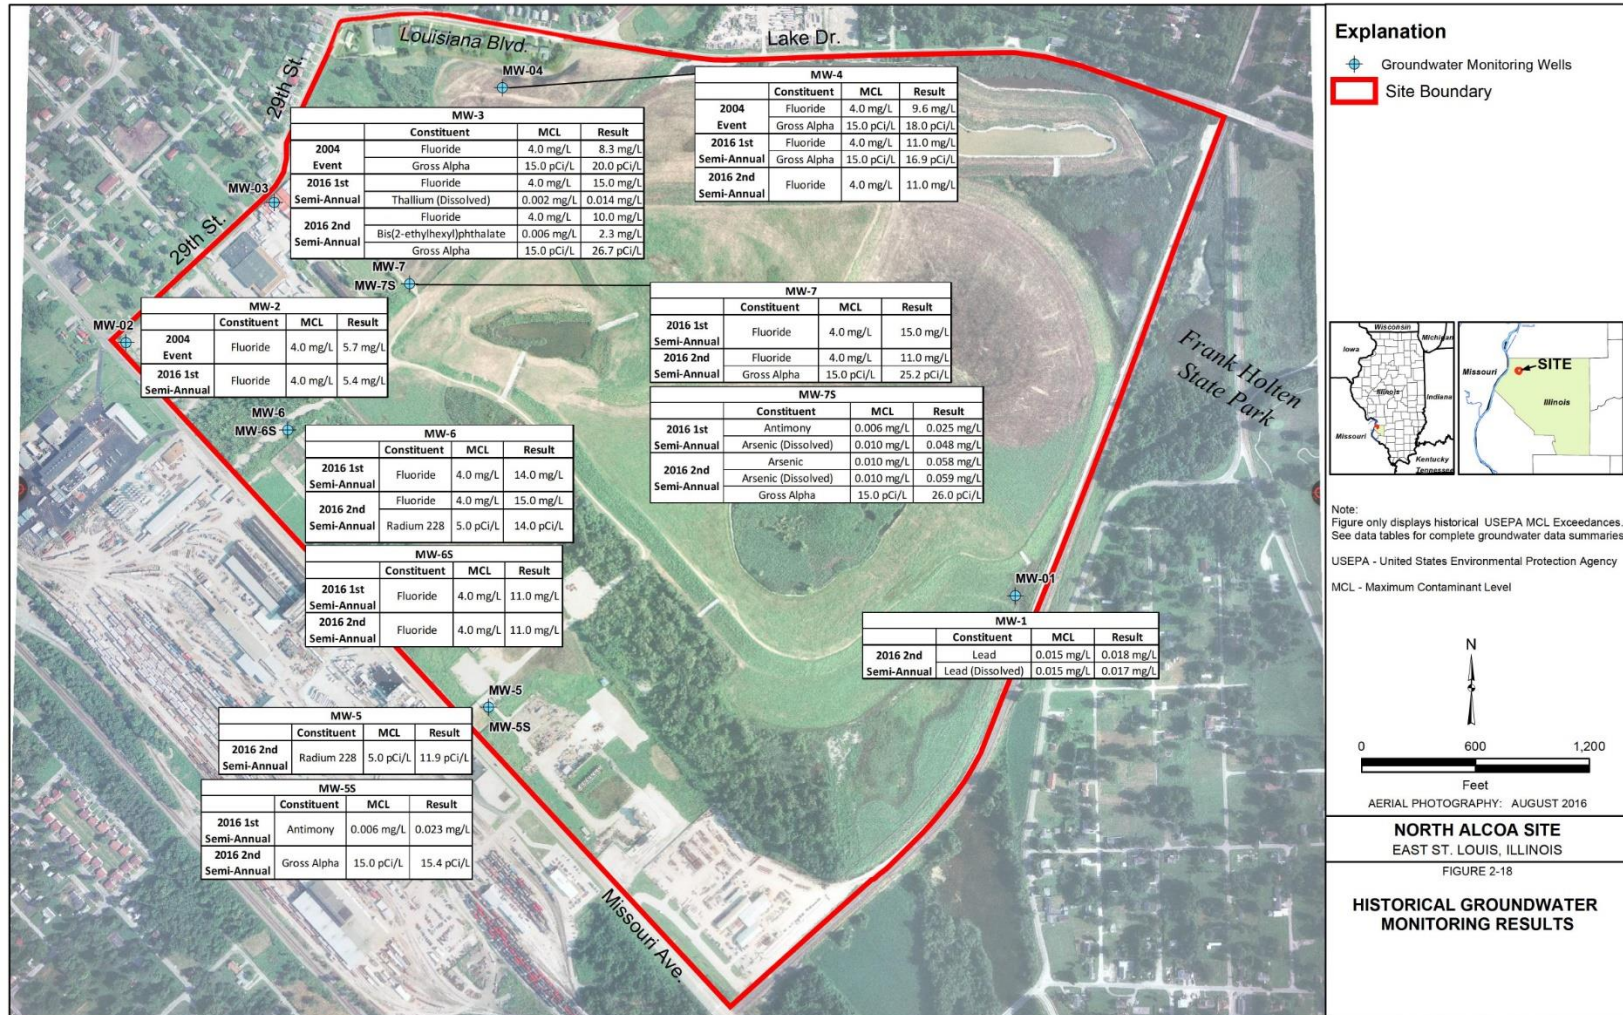 Louisiana Blvd.
Lake Dr.
29th St.
29th St.
MW-04
MW-4
Constituent MCL Result
2004 Event Fluoride 4.0 mg/L 9.6 mg/L
Gross Alpha 15.0 pCi/L 18.0 pCi/L
2016 1st Semi-Annual Fluoride 4.0 mg/L 11.0 mg/L
Gross Alpha 15.0 pCi/L 16.9 pCi/L
2016 2nd Semi-Annual Fluoride 4.0 mg/L 11.0 mg/L
MW-03
MW-3
Constituent MCL Result
2004 Event Fluoride 4.0 mg/L 8.3 mg/L
Gross Alpha 15.0 pCi/L 20.0 pCi/L
2016 1st Semi-Annual Fluoride 4.0 mg/L 15.0 mg/L
Thallium (Dissolved) 0.002 mg/L 0.014 mg/L
2016 2nd Semi-Annual Fluoride 4.0 mg/L 10.0 mg/L
Bis(2-ethylhexyl)phthalate 0.006 mg/L 2.3 mg/L
Gross Alpha 15.0 pCi/L 26.7 pCi/L
MW-7
MW-7S
MW-7
Constituent MCL Result
2016 1st Semi-Annual Fluoride 4.0 mg/L 15.0 mg/L
2016 2nd Semi-Annual Fluoride 4.0 mg/L 11.0 mg/L
Gross Alpha 15.0 pCi/L 25.2 pCi/L
MW-7S
Constituent MCL Result
2016 1st Semi-Annual Antimony 0.006 mg/L 0.025 mg/L
Arsenic (Dissolved) 0.010 mg/L 0.048 mg/L
2016 2nd Semi-Annual Arsenic 0.010 mg/L 0.058 mg/L
Arsenic (Dissolved) 0.010 mg/L 0.059 mg/L
Gross Alpha 15.0 pCi/L 26.0 pCi/L
MW-02
MW-2
Constituent MCL Result
2004 Event Fluoride 4.0 mg/L 5.7 mg/L
2016 1st Semi-Annual Fluoride 4.0 mg/L 5.4 mg/L
MW-6
MW-6S
MW-6
Constituent MCL Result
2016 1st Semi-Annual Fluoride 4.0 mg/L 14.0 mg/L
2016 2nd Semi-Annual Fluoride 4.0 mg/L 15.0 mg/L
Radium 228 5.0 pCi/L 14.0 pCi/L
MW-6S
Constituent MCL Result
2016 1st Semi-Annual Fluoride 4.0 mg/L 11.0 mg/L
2016 2nd Semi-Annual Fluoride 4.0 mg/L 11.0 mg/L
Frank Holten
State Park
MW-01
MW-1
Constituent MCL Result
2016 2nd Semi-Annual Lead 0.015 mg/L 0.018 mg/L
Lead (Dissolved) 0.015 mg/L 0.017 mg/L
MW-5
MW-5S
MW-5
Constituent MCL Result
2016 2nd Semi-Annual Radium 228 5.0 pCi/L 11.9 pCi/L
MW-5S
Constituent MCL Result
2016 1st Semi-Annual Antimony 0.006 mg/L 0.023 mg/L
2016 2nd Semi-Annual Gross Alpha 15.0 pCi/L 15.4 pCi/L
Missouri Ave.
Explanation
Groundwater Monitoring Wells
Site Boundary
Wisconsin
Michigan
Iowa
Illinois
Indiana
Missouri
Kentucky
Tennessee
Missouri
SITE
Illinois
Note:
Figure only displays historical USEPA MCL Exceedances.
See data tables for complete groundwater data summaries
USEPA - United States Environmental Protection Agency
MCL - Maximum Contaminant Level
N
0 600 1,200
Feet
AERIAL PHOTOGRAPHY: AUGUST 2016
NORTH ALCOA SITE
EAST ST. LOUIS, ILLINOIS
FIGURE 2-18
HISTORICAL GROUNDWATER
MONITORING RESULTS